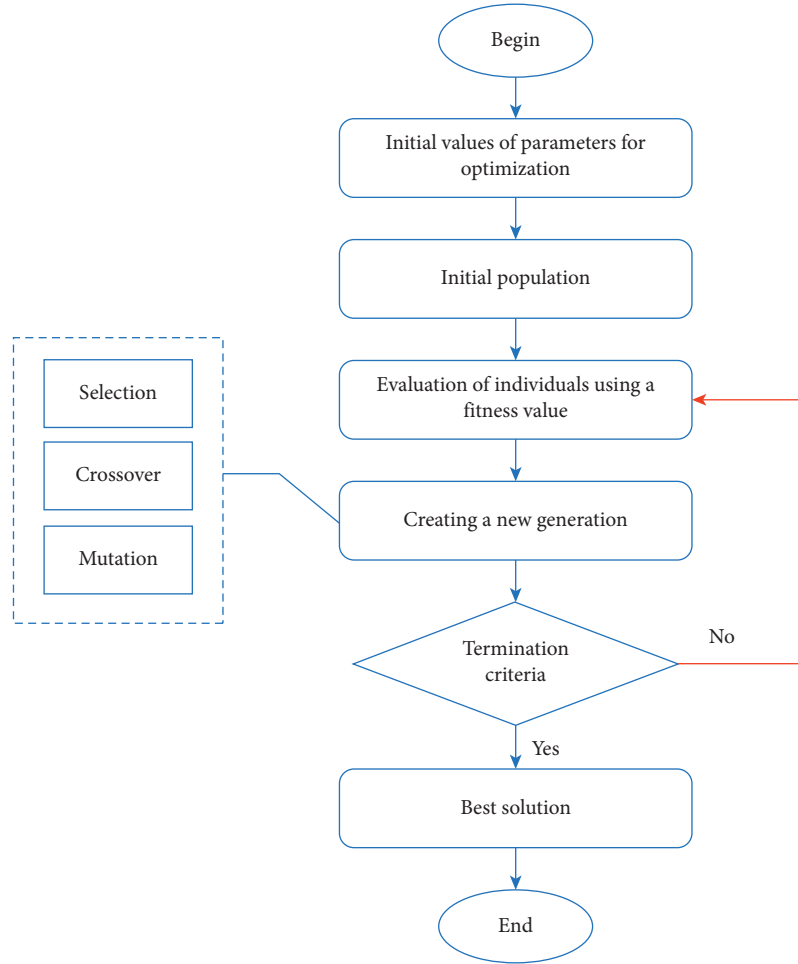 Begin
Initial values of parameters for
optimization
Initial population
Evaluation of individuals using a
fitness value
Selection
Crossover
Mutation
Creating a new generation
Termination
criteria
No
Yes
Best solution
End